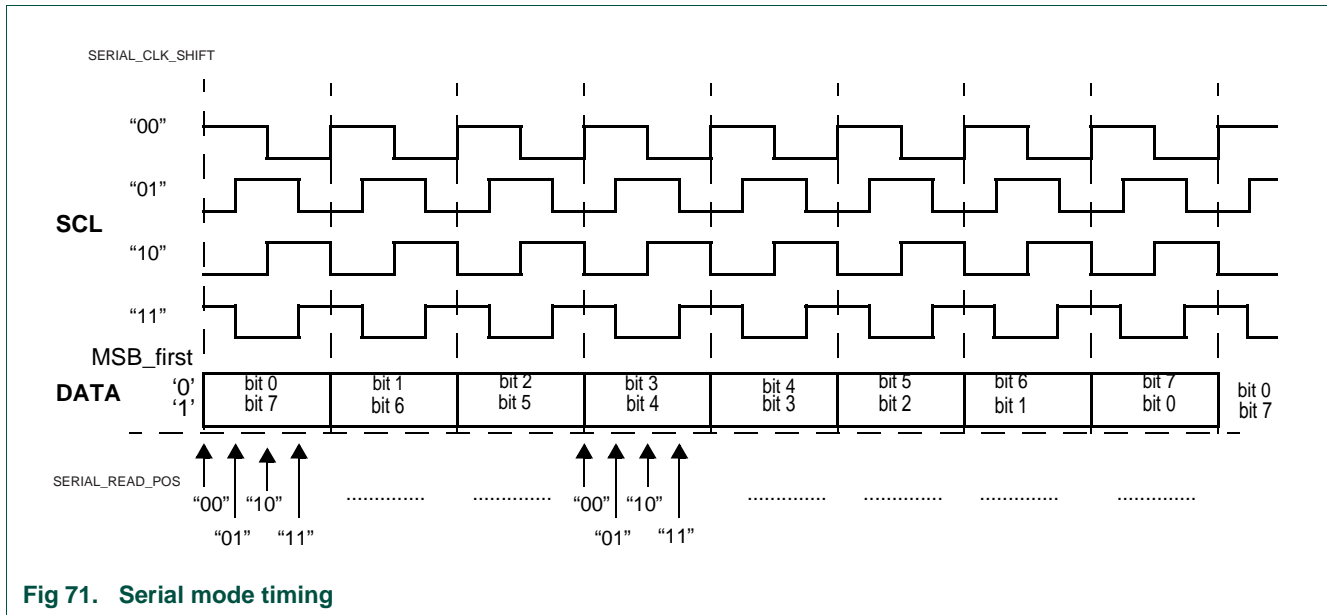 SERIAL_CLK_SHIFT
“00”
“01”
SCL
“10”
“11”
MSB_first
DATA ‘0’ bit 0 bit 1 bit 2 bit 3 bit 4 bit 5 bit 6 bit 7 bit 0
‘1’ bit 7 bit 6 bit 5 bit 4 bit 3 bit 2 bit 1 bit 0 bit 7
SERIAL_READ_POS “00” “10” .............. .............. “00” “10” .............. .............. .............. ..............
“01” “11” “01” “11”
Fig 71. Serial mode timing